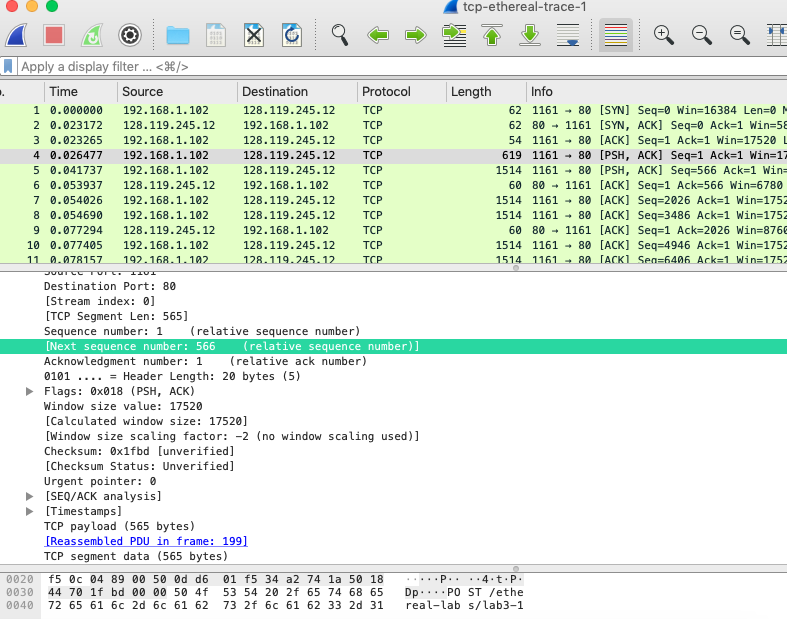 tcp-ethereal-trace-1
Apply a display filter ... <⌘/>
Time Source Destination Protocol Length Info
1 0.000000 192.168.1.102 128.119.245.12 TCP 62 1161 → 80 [SYN] Seq=0 Win=16384 Len=0 M
2 0.023172 128.119.245.12 192.168.1.102 TCP 62 80 → 1161 [SYN, ACK] Seq=0 Ack=1 Win=58
3 0.023265 192.168.1.102 128.119.245.12 TCP 54 1161 → 80 [ACK] Seq=1 Ack=1 Win=17520 L
4 0.026477 192.168.1.102 128.119.245.12 TCP 619 1161 → 80 [PSH, ACK] Seq=1 Ack=1 Win=17
5 0.041737 192.168.1.102 128.119.245.12 TCP 1514 1161 → 80 [PSH, ACK] Seq=566 Ack=1 Win=
6 0.053937 128.119.245.12 192.168.1.102 TCP 60 80 → 1161 [ACK] Seq=1 Ack=566 Win=6780
7 0.054026 192.168.1.102 128.119.245.12 TCP 1514 1161 → 80 [ACK] Seq=2026 Ack=1 Win=1752
8 0.054690 192.168.1.102 128.119.245.12 TCP 1514 1161 → 80 [ACK] Seq=3486 Ack=1 Win=1752
9 0.077294 128.119.245.12 192.168.1.102 TCP 60 80 → 1161 [ACK] Seq=1 Ack=2026 Win=8760
10 0.077405 192.168.1.102 128.119.245.12 TCP 1514 1161 → 80 [ACK] Seq=4946 Ack=1 Win=1752
11 0.078157 192.168.1.102 128.119.245.12 TCP 1514 1161 → 80 [ACK] Seq=6406 Ack=1 Win=1752
Source Port: 1161
Destination Port: 80
[Stream index: 0]
[TCP Segment Len: 565]
Sequence number: 1 (relative sequence number)
[Next sequence number: 566 (relative sequence number)]
Acknowledgment number: 1 (relative ack number)
0101 .... = Header Length: 20 bytes (5)
Flags: 0x018 (PSH, ACK)
Window size value: 17520
[Calculated window size: 17520]
[Window size scaling factor: -2 (no window scaling used)]
Checksum: 0x1fbd [unverified]
[Checksum Status: Unverified]
Urgent pointer: 0
[SEQ/ACK analysis]
[Timestamps]
TCP payload (565 bytes)
[Reassembled PDU in frame: 199]
TCP segment data (565 bytes)
0020 f5 0c 04 89 00 50 0d d6 01 f5 34 a2 74 1a 50 18 ·····P·· ··4·t·P·
0030 44 70 1f bd 00 00 50 4f 53 54 20 2f 65 74 68 65 Dp····PO ST /ethe
0040 72 65 61 6c 2d 6c 61 62 73 2f 6c 61 62 33 2d 31 real-lab s/lab3-1